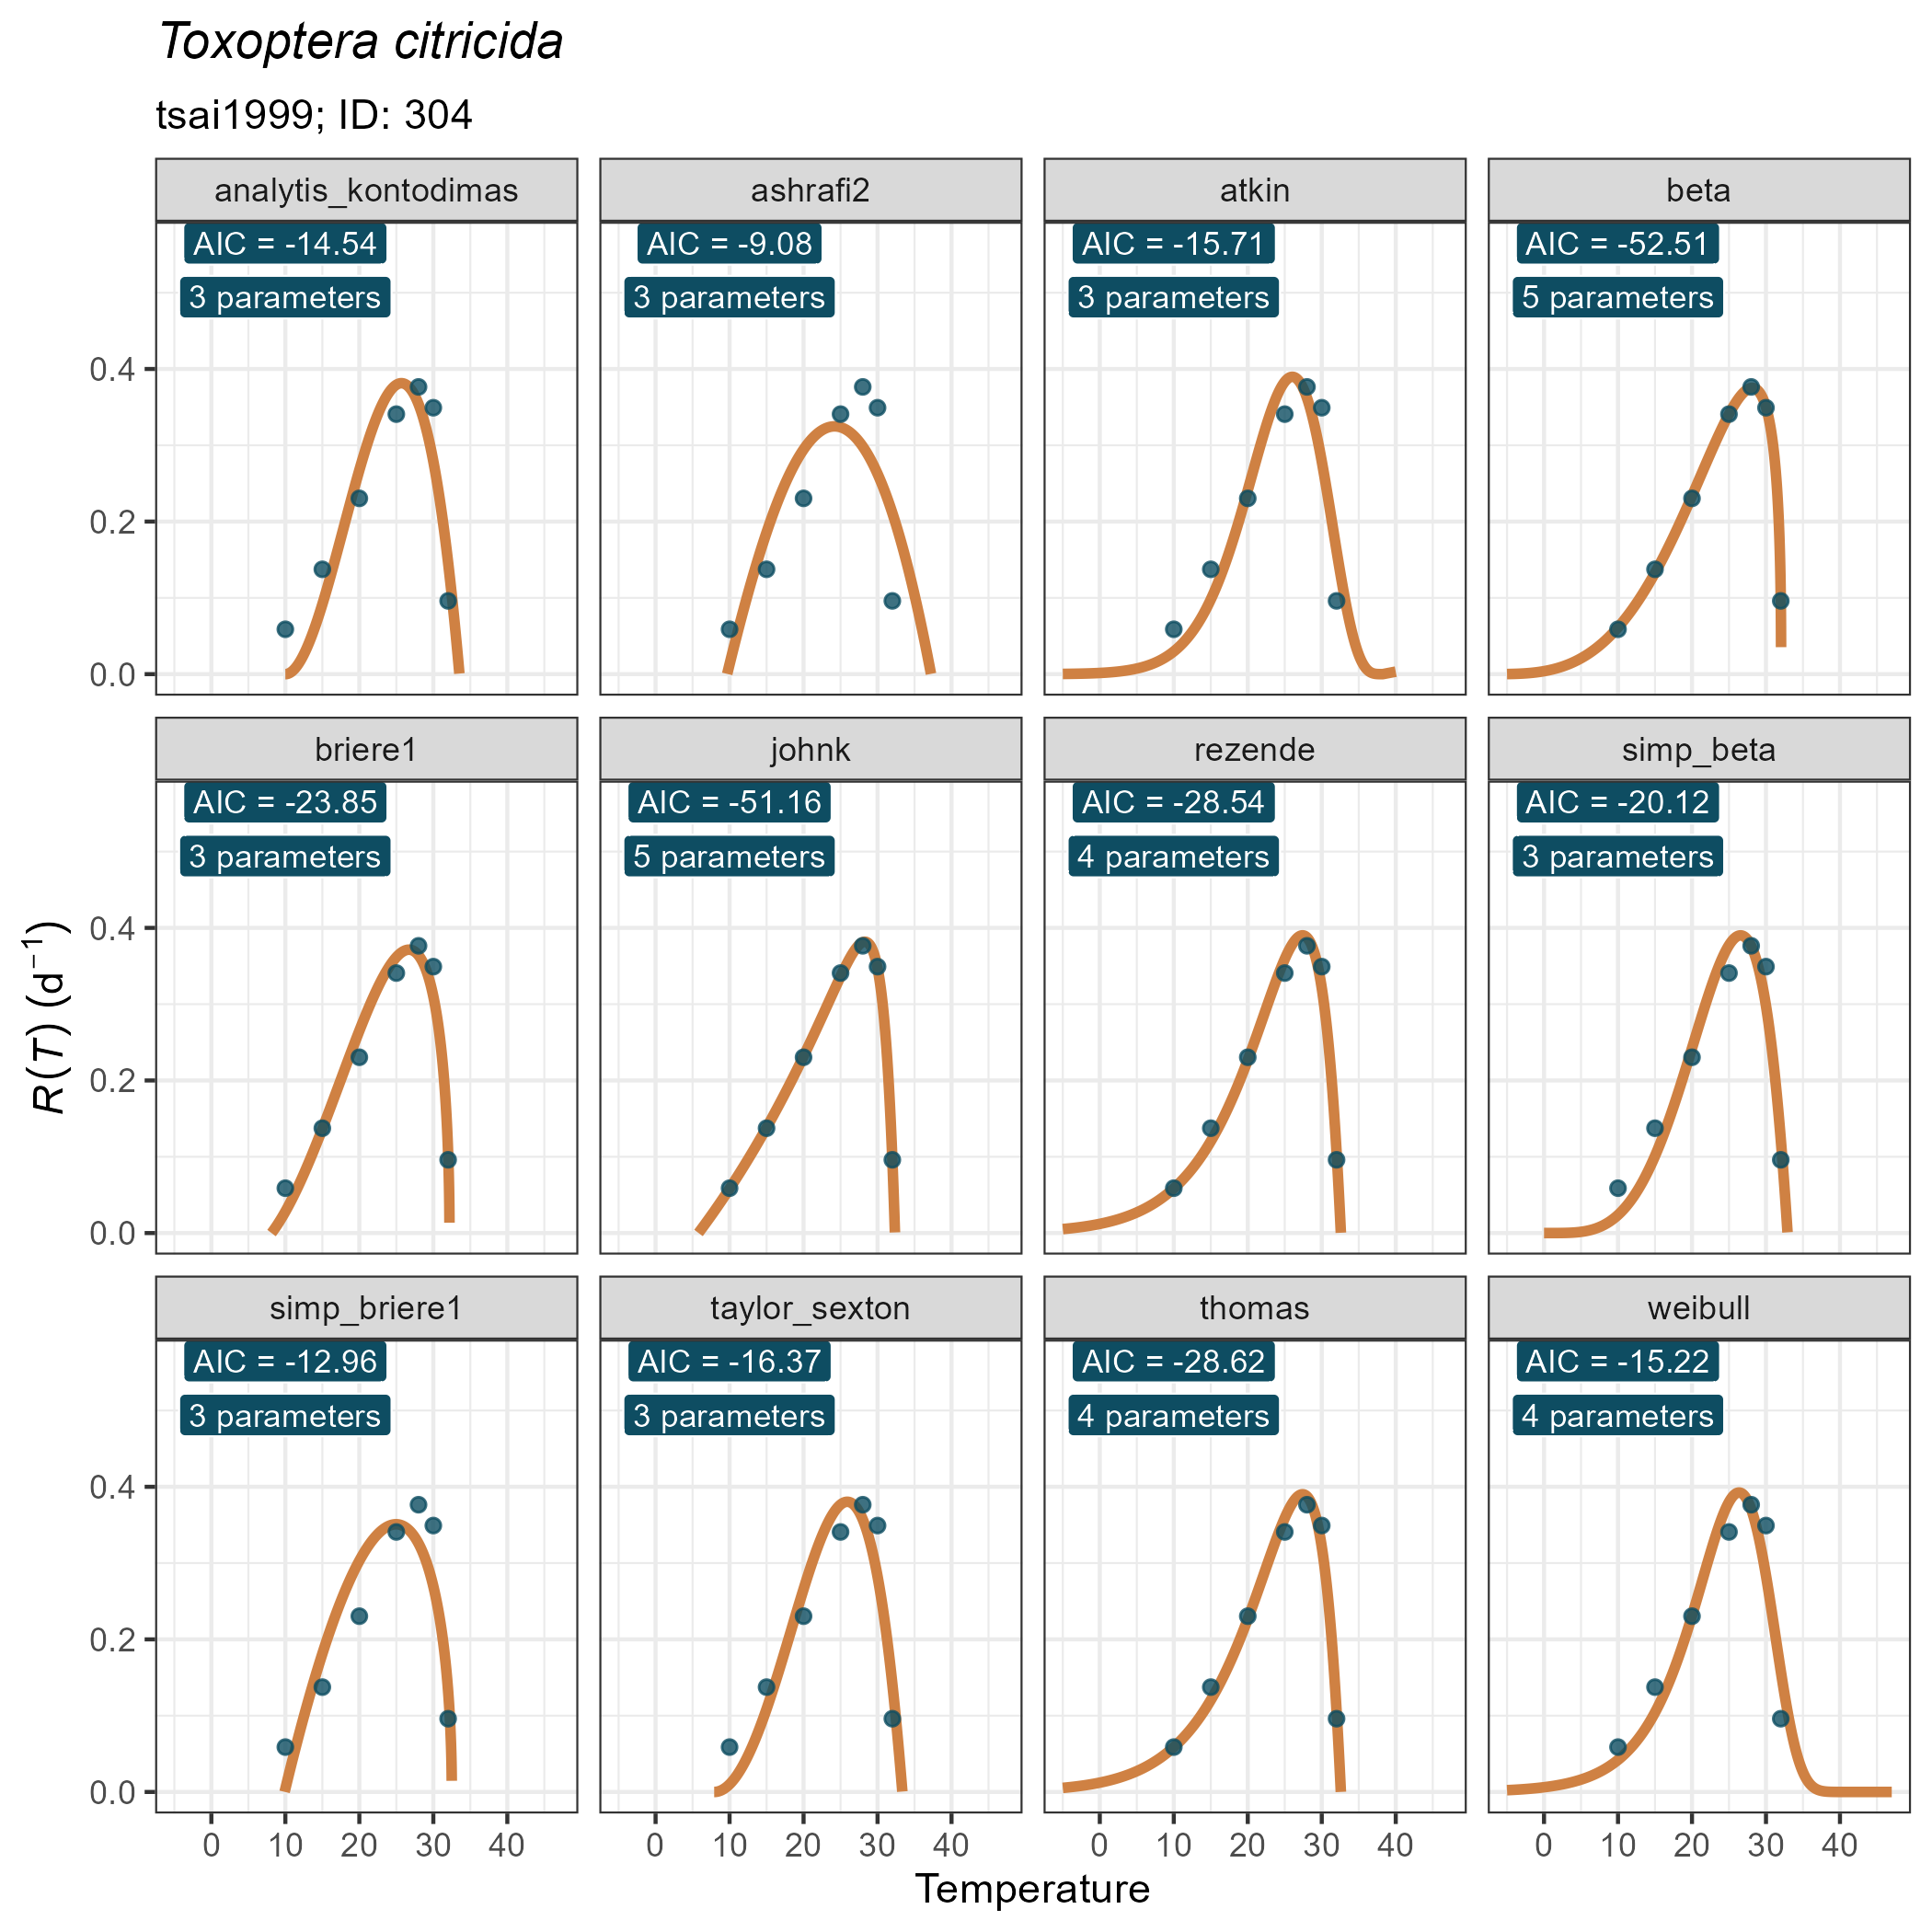 Toxoptera citricida
tsai1999; ID: 304
analytis_kontodimas
AIC = -14.54
3 parameters
ashrafi2
AIC = -9.08
3 parameters
atkin
AIC = -15.71
3 parameters
beta
AIC = -52.51
5 parameters
0.4
0.2
0.0
briere1
AIC = -23.85
3 parameters
johnk
AIC = -51.16
5 parameters
rezende
AIC = -28.54
4 parameters
simp_beta
AIC = -20.12
3 parameters
0.4
0.2
0.0
simp_briere1
AIC = -12.96
3 parameters
taylor_sexton
AIC = -16.37
3 parameters
thomas
AIC = -28.62
4 parameters
weibull
AIC = -15.22
4 parameters
0.4
0.2
0.0
0 10 20 30 40
0 10 20 30 40
0 10 20 30 40
0 10 20 30 40
Temperature
R(T) (d⁻¹)